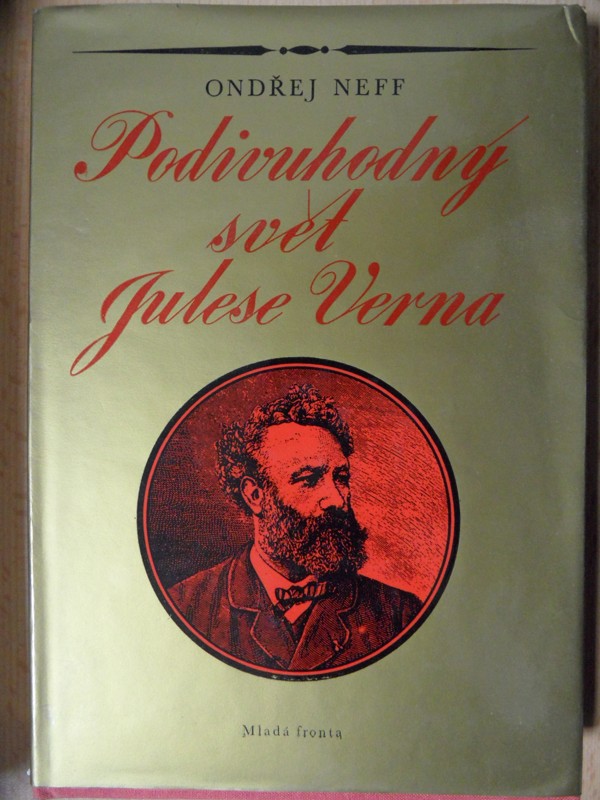 ONDŘEJ NEFF
Podivuhodný
svět
Julese Verna
Mladá fronta